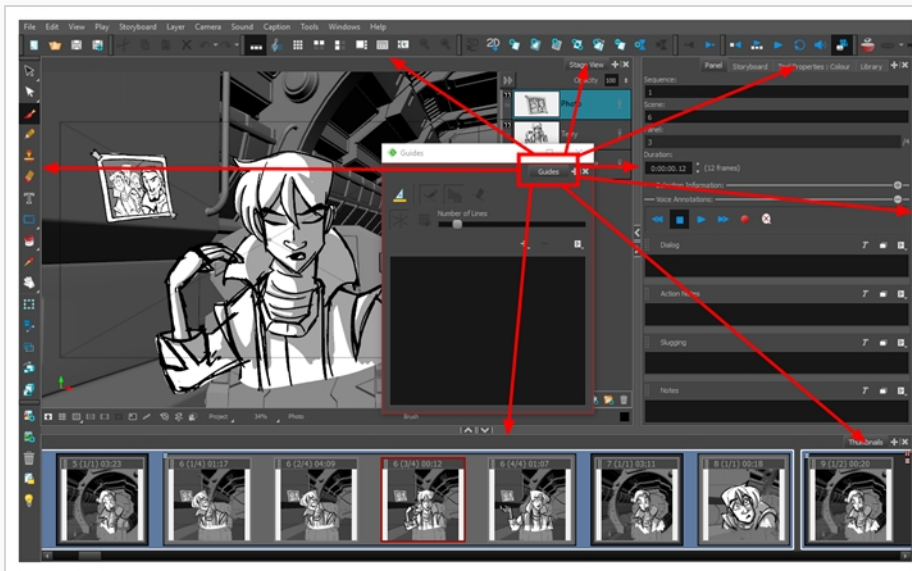 File Edit View Play Storyboard Layer Camera Sound Caption Tools Windows Help
Stage View
Panel Storyboard Tool Properties : Colour Library
Opacity 100
Sequence:
1
Photo
Scene:
6
Terry
Panel:
3 /4
Guides
Duration:
Guides
0:00:00.12 (12 frames)
Selection Information:
Voice Annotations:
Number of Lines
Dialog
Action Notes
Slugging
Notes
Project 34% Photo Brush
Thumbnails
5 (1/1) 03:23 6 (1/4) 01:17 6 (2/4) 04:09 6 (3/4) 00:12 6 (4/4) 01:07 7 (1/1) 03:11 8 (1/1) 00:18 9 (1/2) 00:20